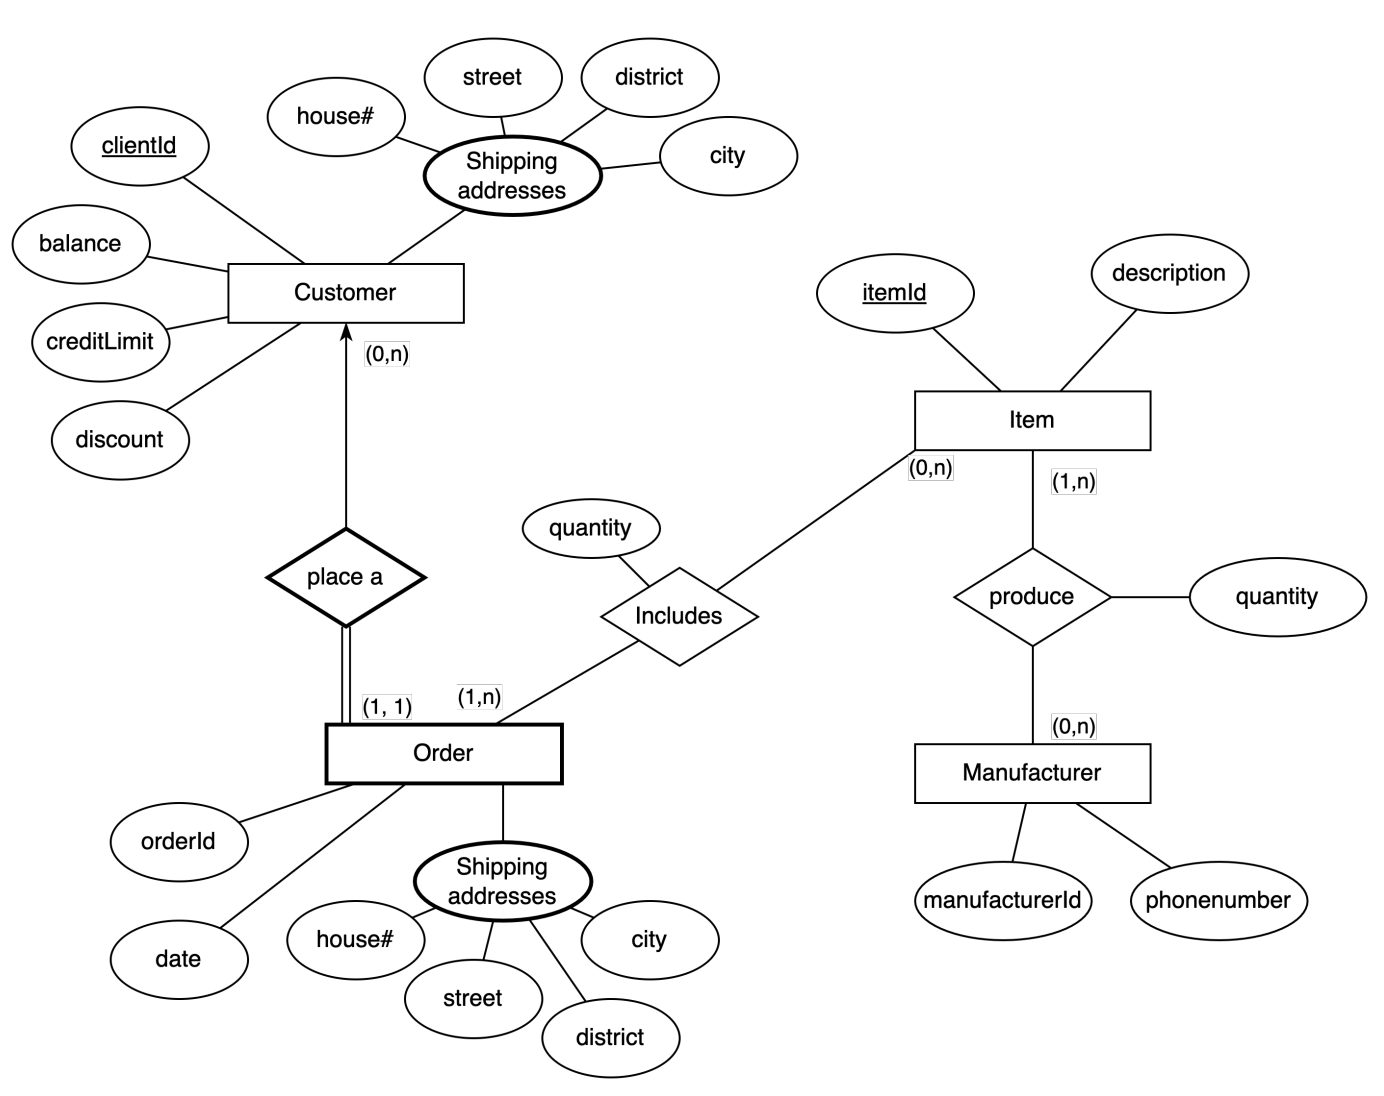 street
district
house#
clientId
Shipping
addresses
city
balance
Customer
creditLimit
(0,n)
discount
itemId
description
Item
(0,n)
(1,n)
quantity
place a
Includes
produce
quantity
(1, 1)
(1,n)
(0,n)
Order
Manufacturer
orderId
Shipping
addresses
manufacturerId
phonenumber
house#
city
date
street
district